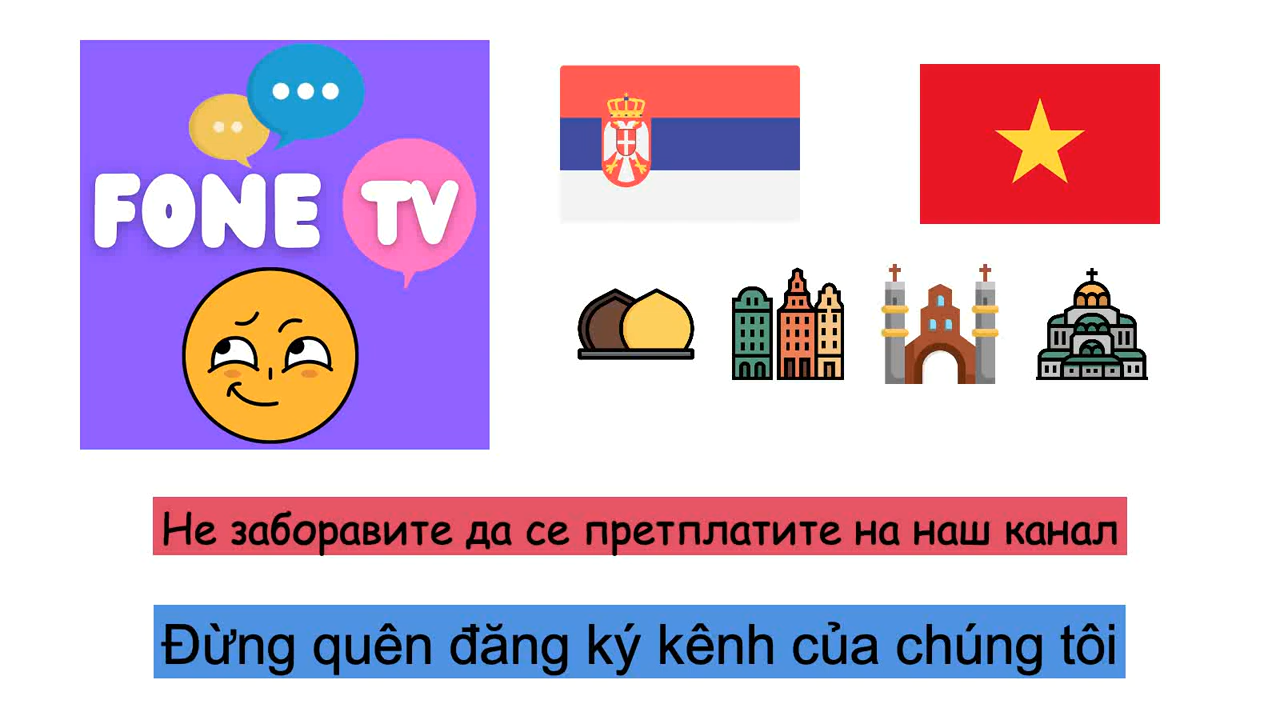 FONE TV
Не заборавите да се претплатите на наш канал
Đừng quên đăng ký kênh của chúng tôi